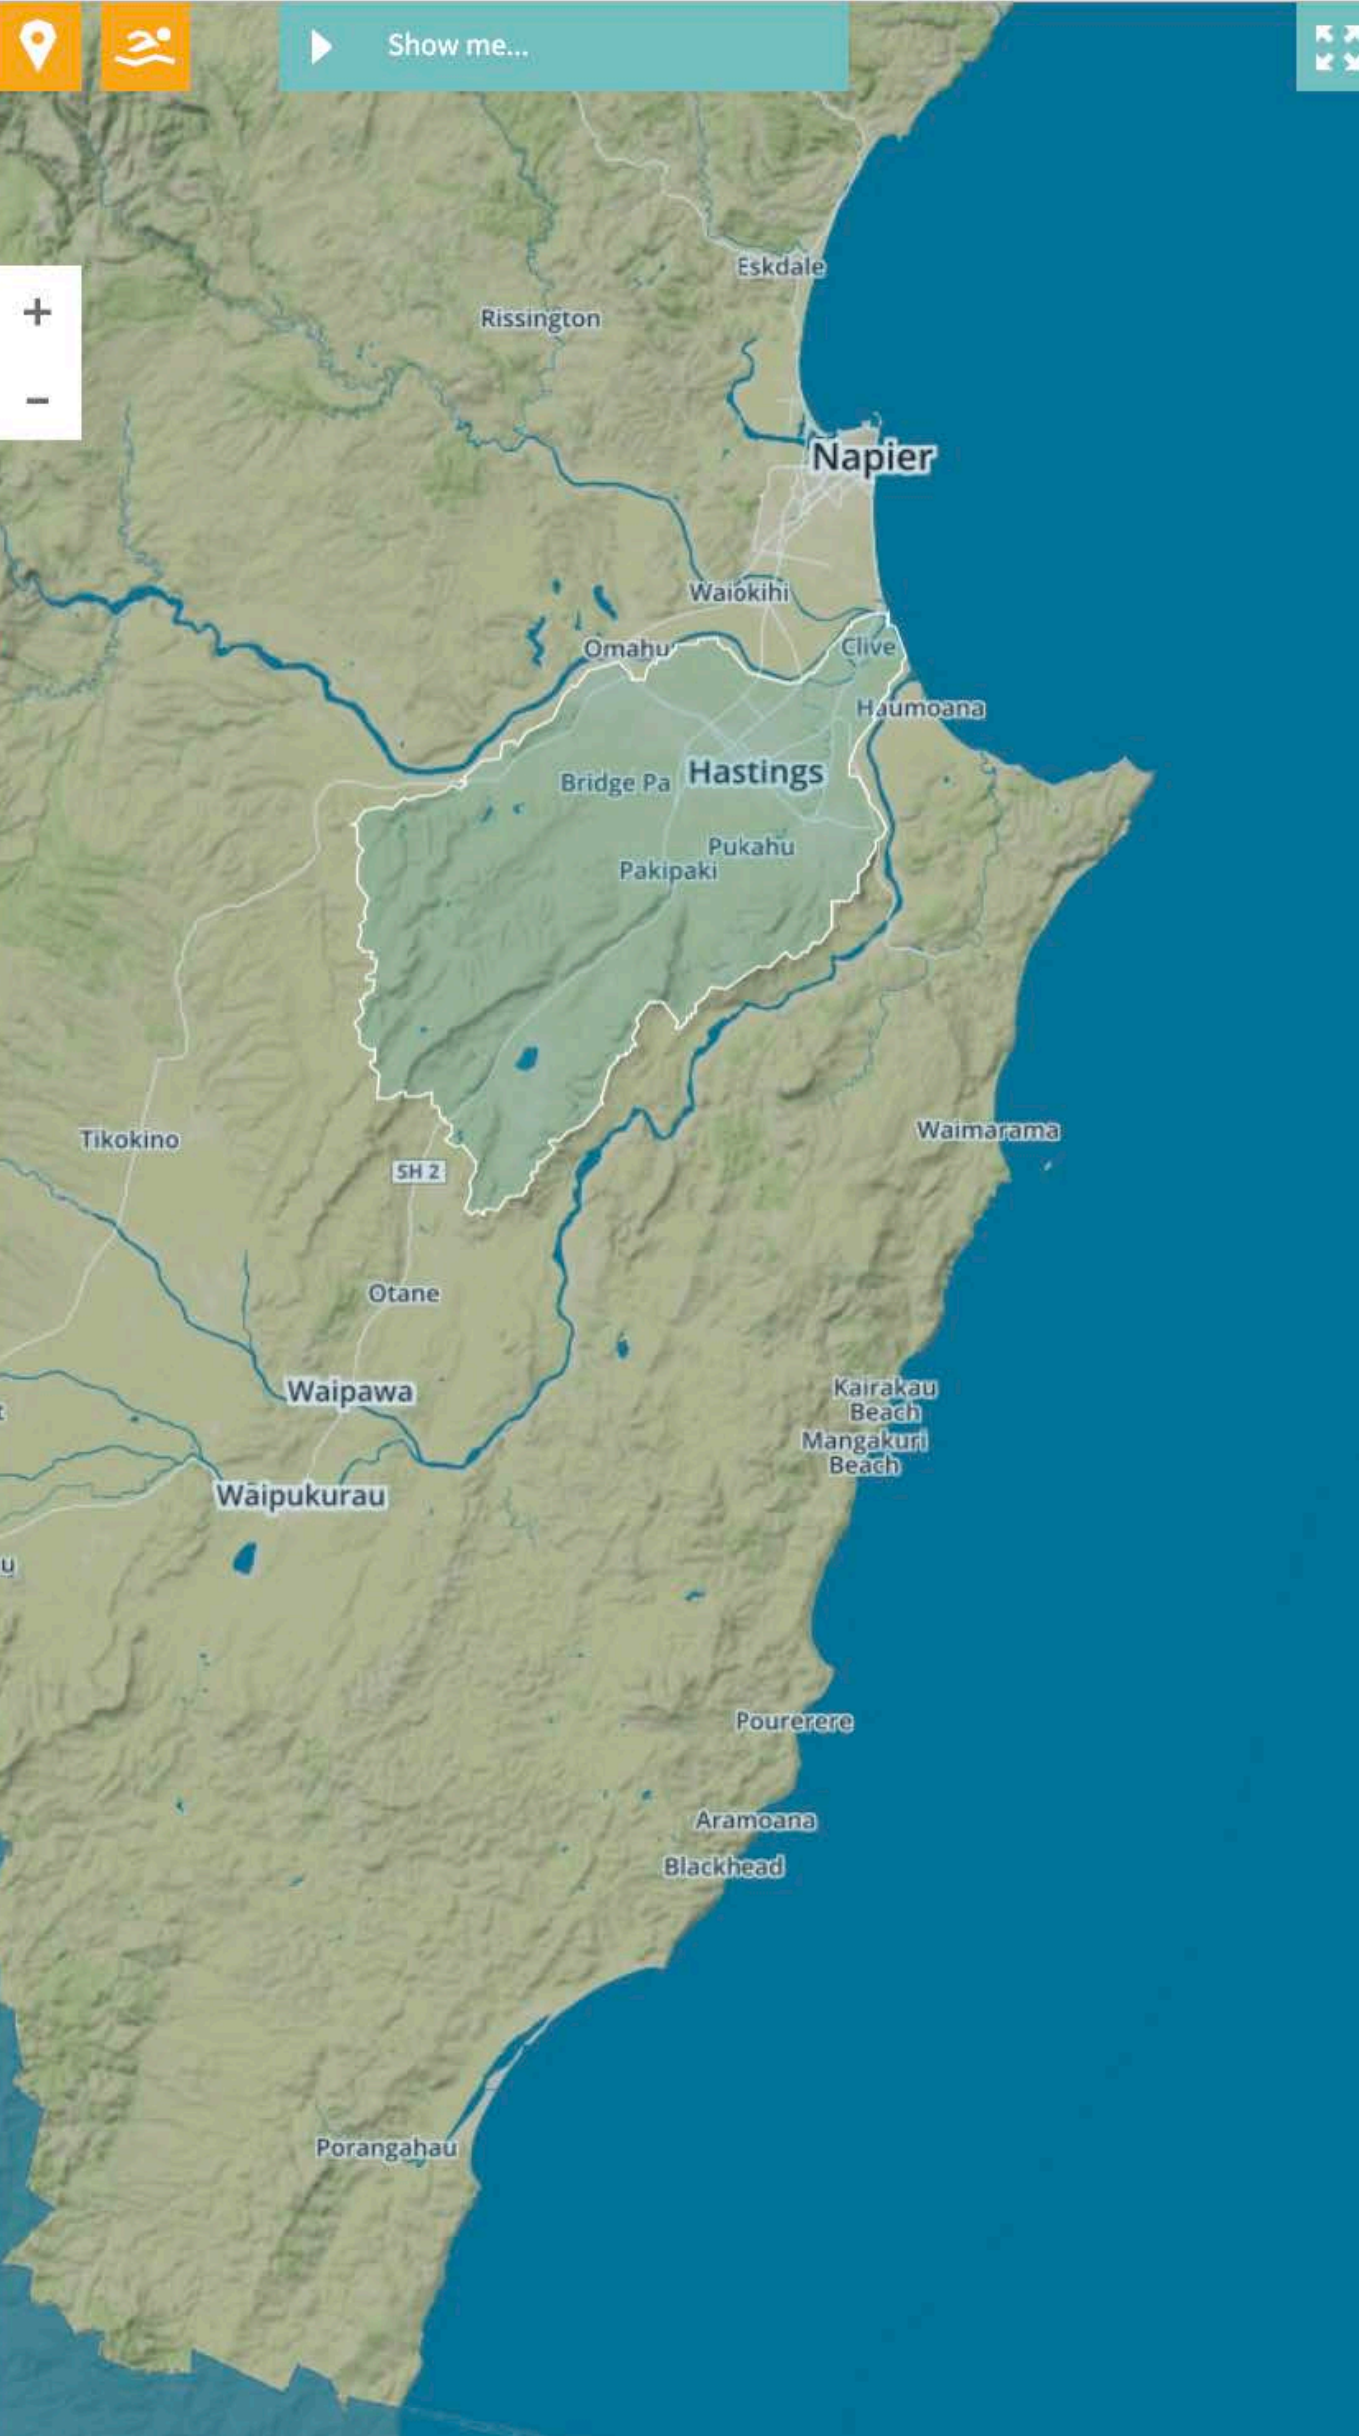 Show me...
Eskdale
Rissington
Napier
Waiokihi
Omahu
Clive
Haumoana
Bridge Pa
Hastings
Pukahu
Pakipaki
Waimarama
Tikokino
SH 2
Otane
Kairakau
Beach
Waipawa
Mangakuri
Beach
Waipukurau
u
Pourerere
Aramoana
Blackhead
Porangahau